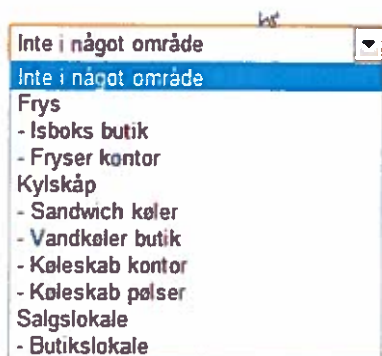 Inte i något område
Inte i något område
Frys
- Isboks butik
- Fryser kontor
Kylskåp
- Sandwich køler
- Vandkøler butik
- Køleskab kontor
- Køleskab pølser
Salgslokale
- Butikslokale